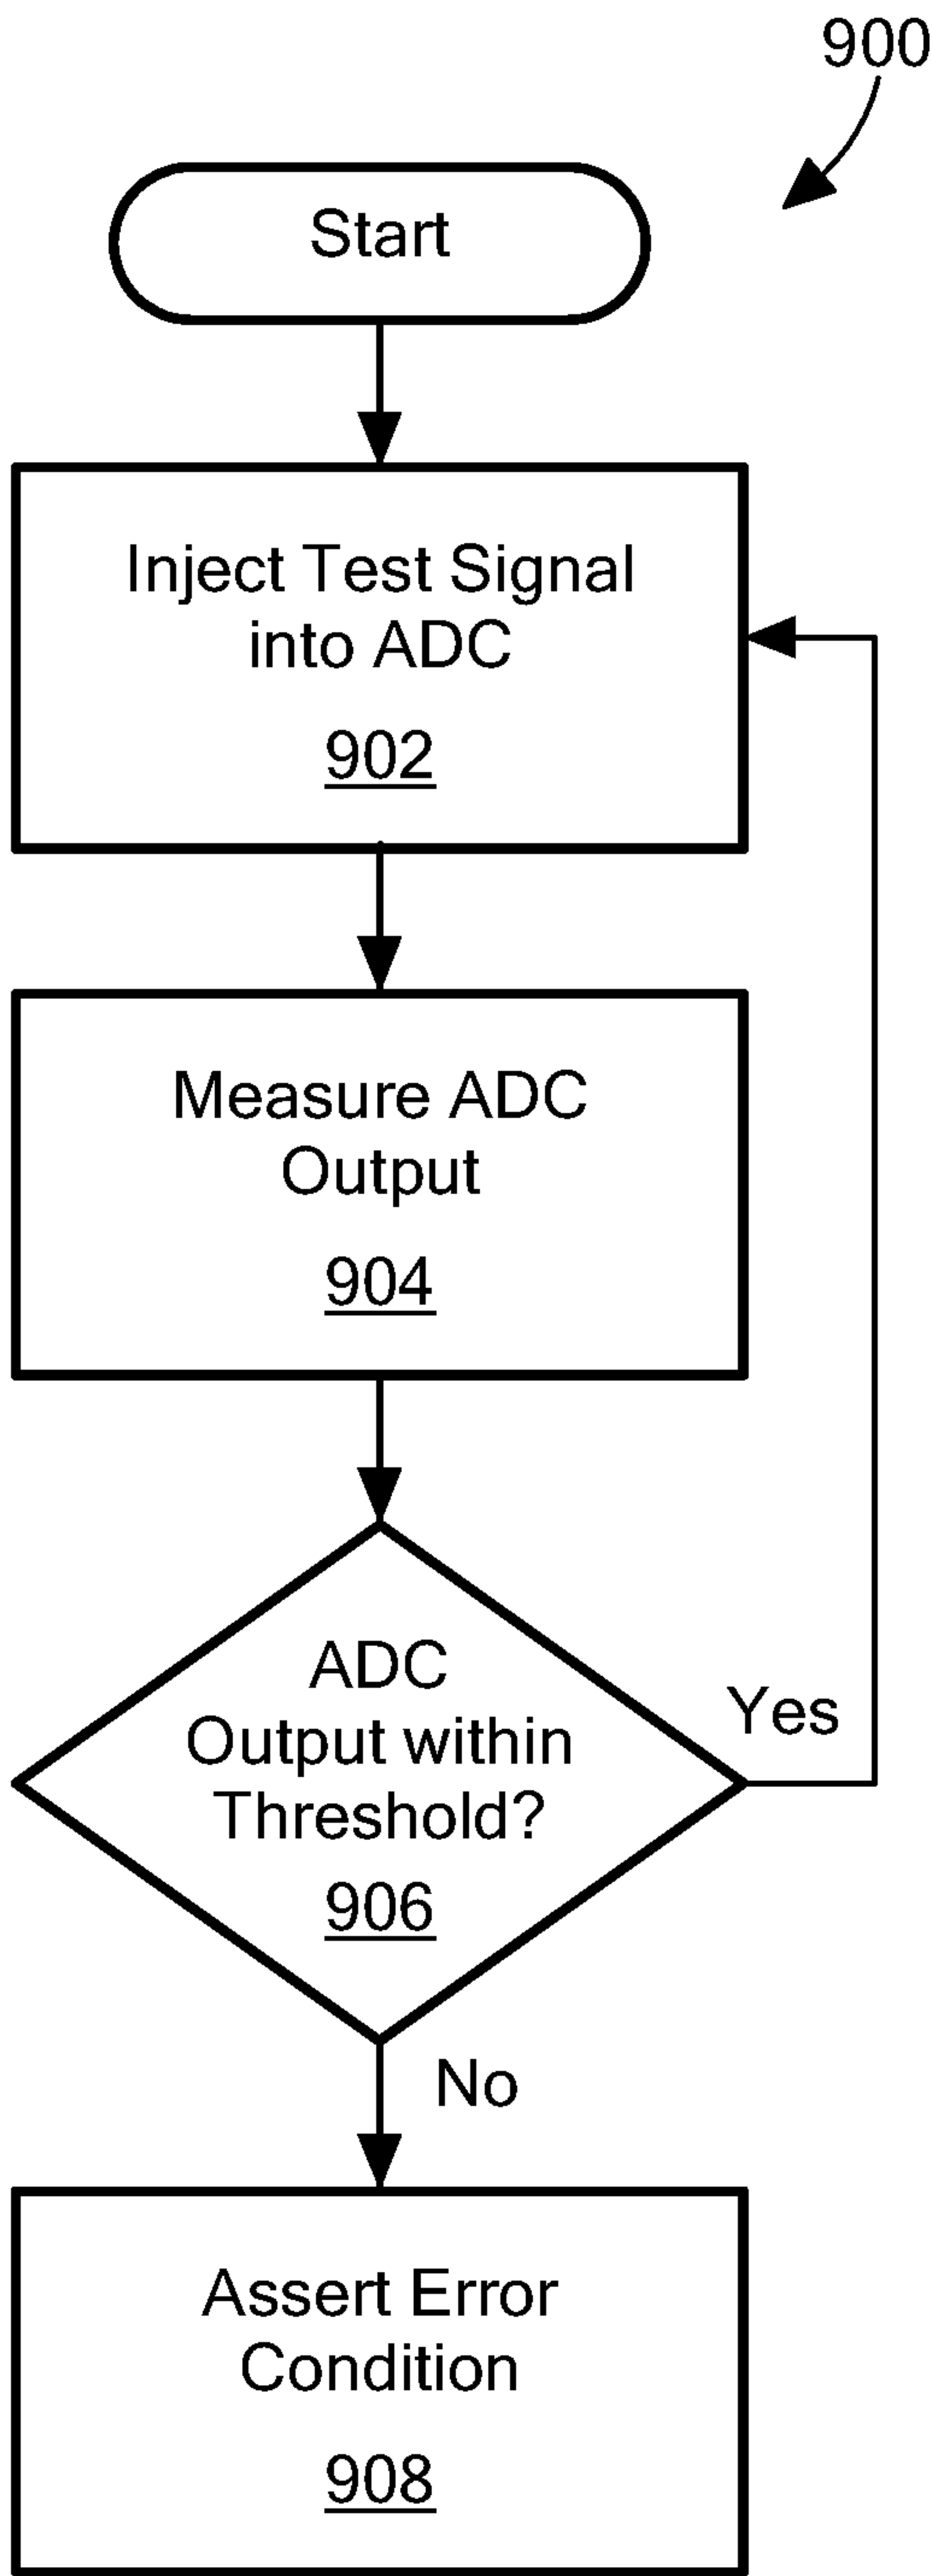 900
Start
Inject Test Signal
into ADC
902
Measure ADC
Output
904
ADC
Output within
Threshold?
906
Yes
No
Assert Error
Condition
908